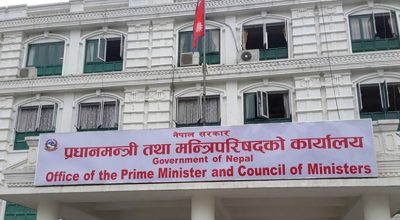 नेपाल सरकार
प्रधानमन्त्री तथा मन्त्रिपरिषद्को कार्यालय
Government of Nepal
Office of the Prime Minister and Council of Ministers